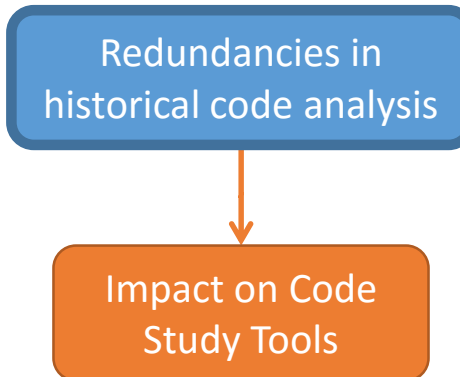 Redundancies in
historical code analysis
Impact on Code
Study Tools